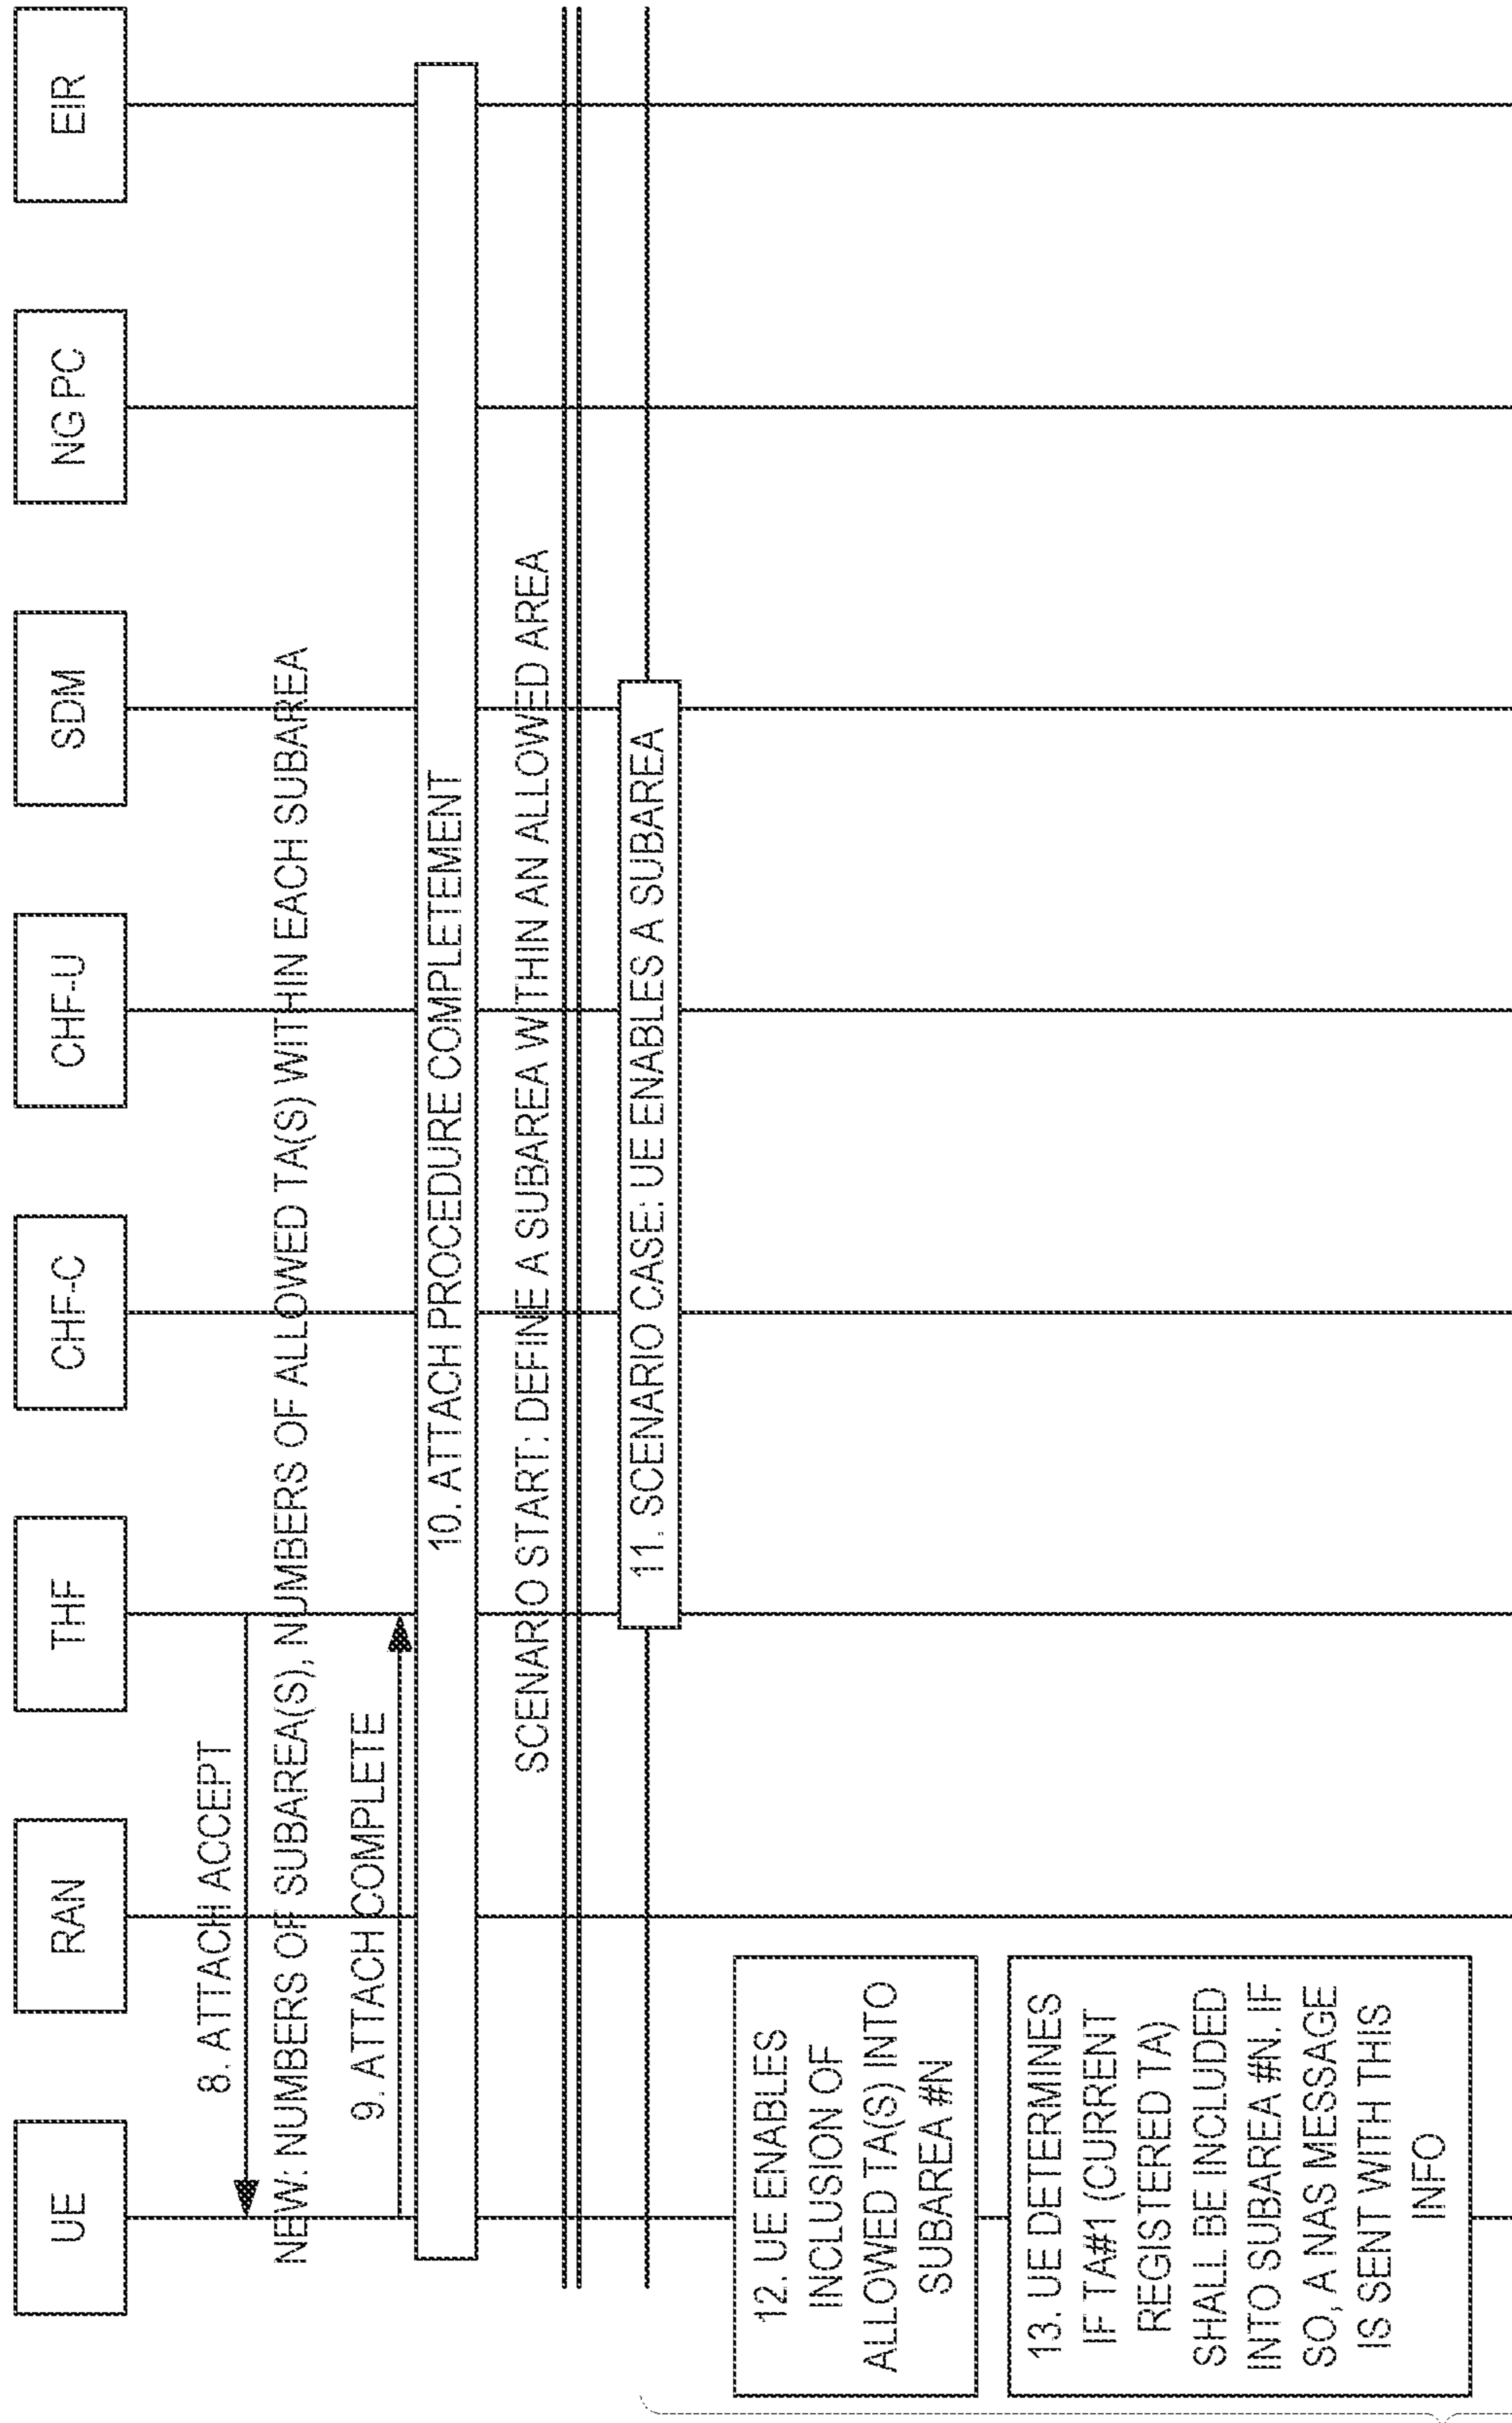 UE
RAN
THF
CHF-C
CHF-U
SDM
NG PC
EIR
8. ATTACH ACCEPT
NEW: NUMBERS OF SUBAREA(S), NUMBERS OF ALLOWED TA(S) WITHIN EACH SUBAREA
9. ATTACH COMPLETE
10. ATTACH PROCEDURE COMPLETEMENT
SCENARIO START: DEFINE A SUBAREA WITHIN AN ALLOWED AREA
11. SCENARIO CASE: UE ENABLES A SUBAREA
12. UE ENABLES
INCLUSION OF
ALLOWED TA(S) INTO
SUBAREA #N
13. UE DETERMINES
IF TA#1 (CURRENT
REGISTERED TA)
SHALL BE INCLUDED
INTO SUBAREA #N. IF
SO, A NAS MESSAGE
IS SENT WITH THIS
INFO